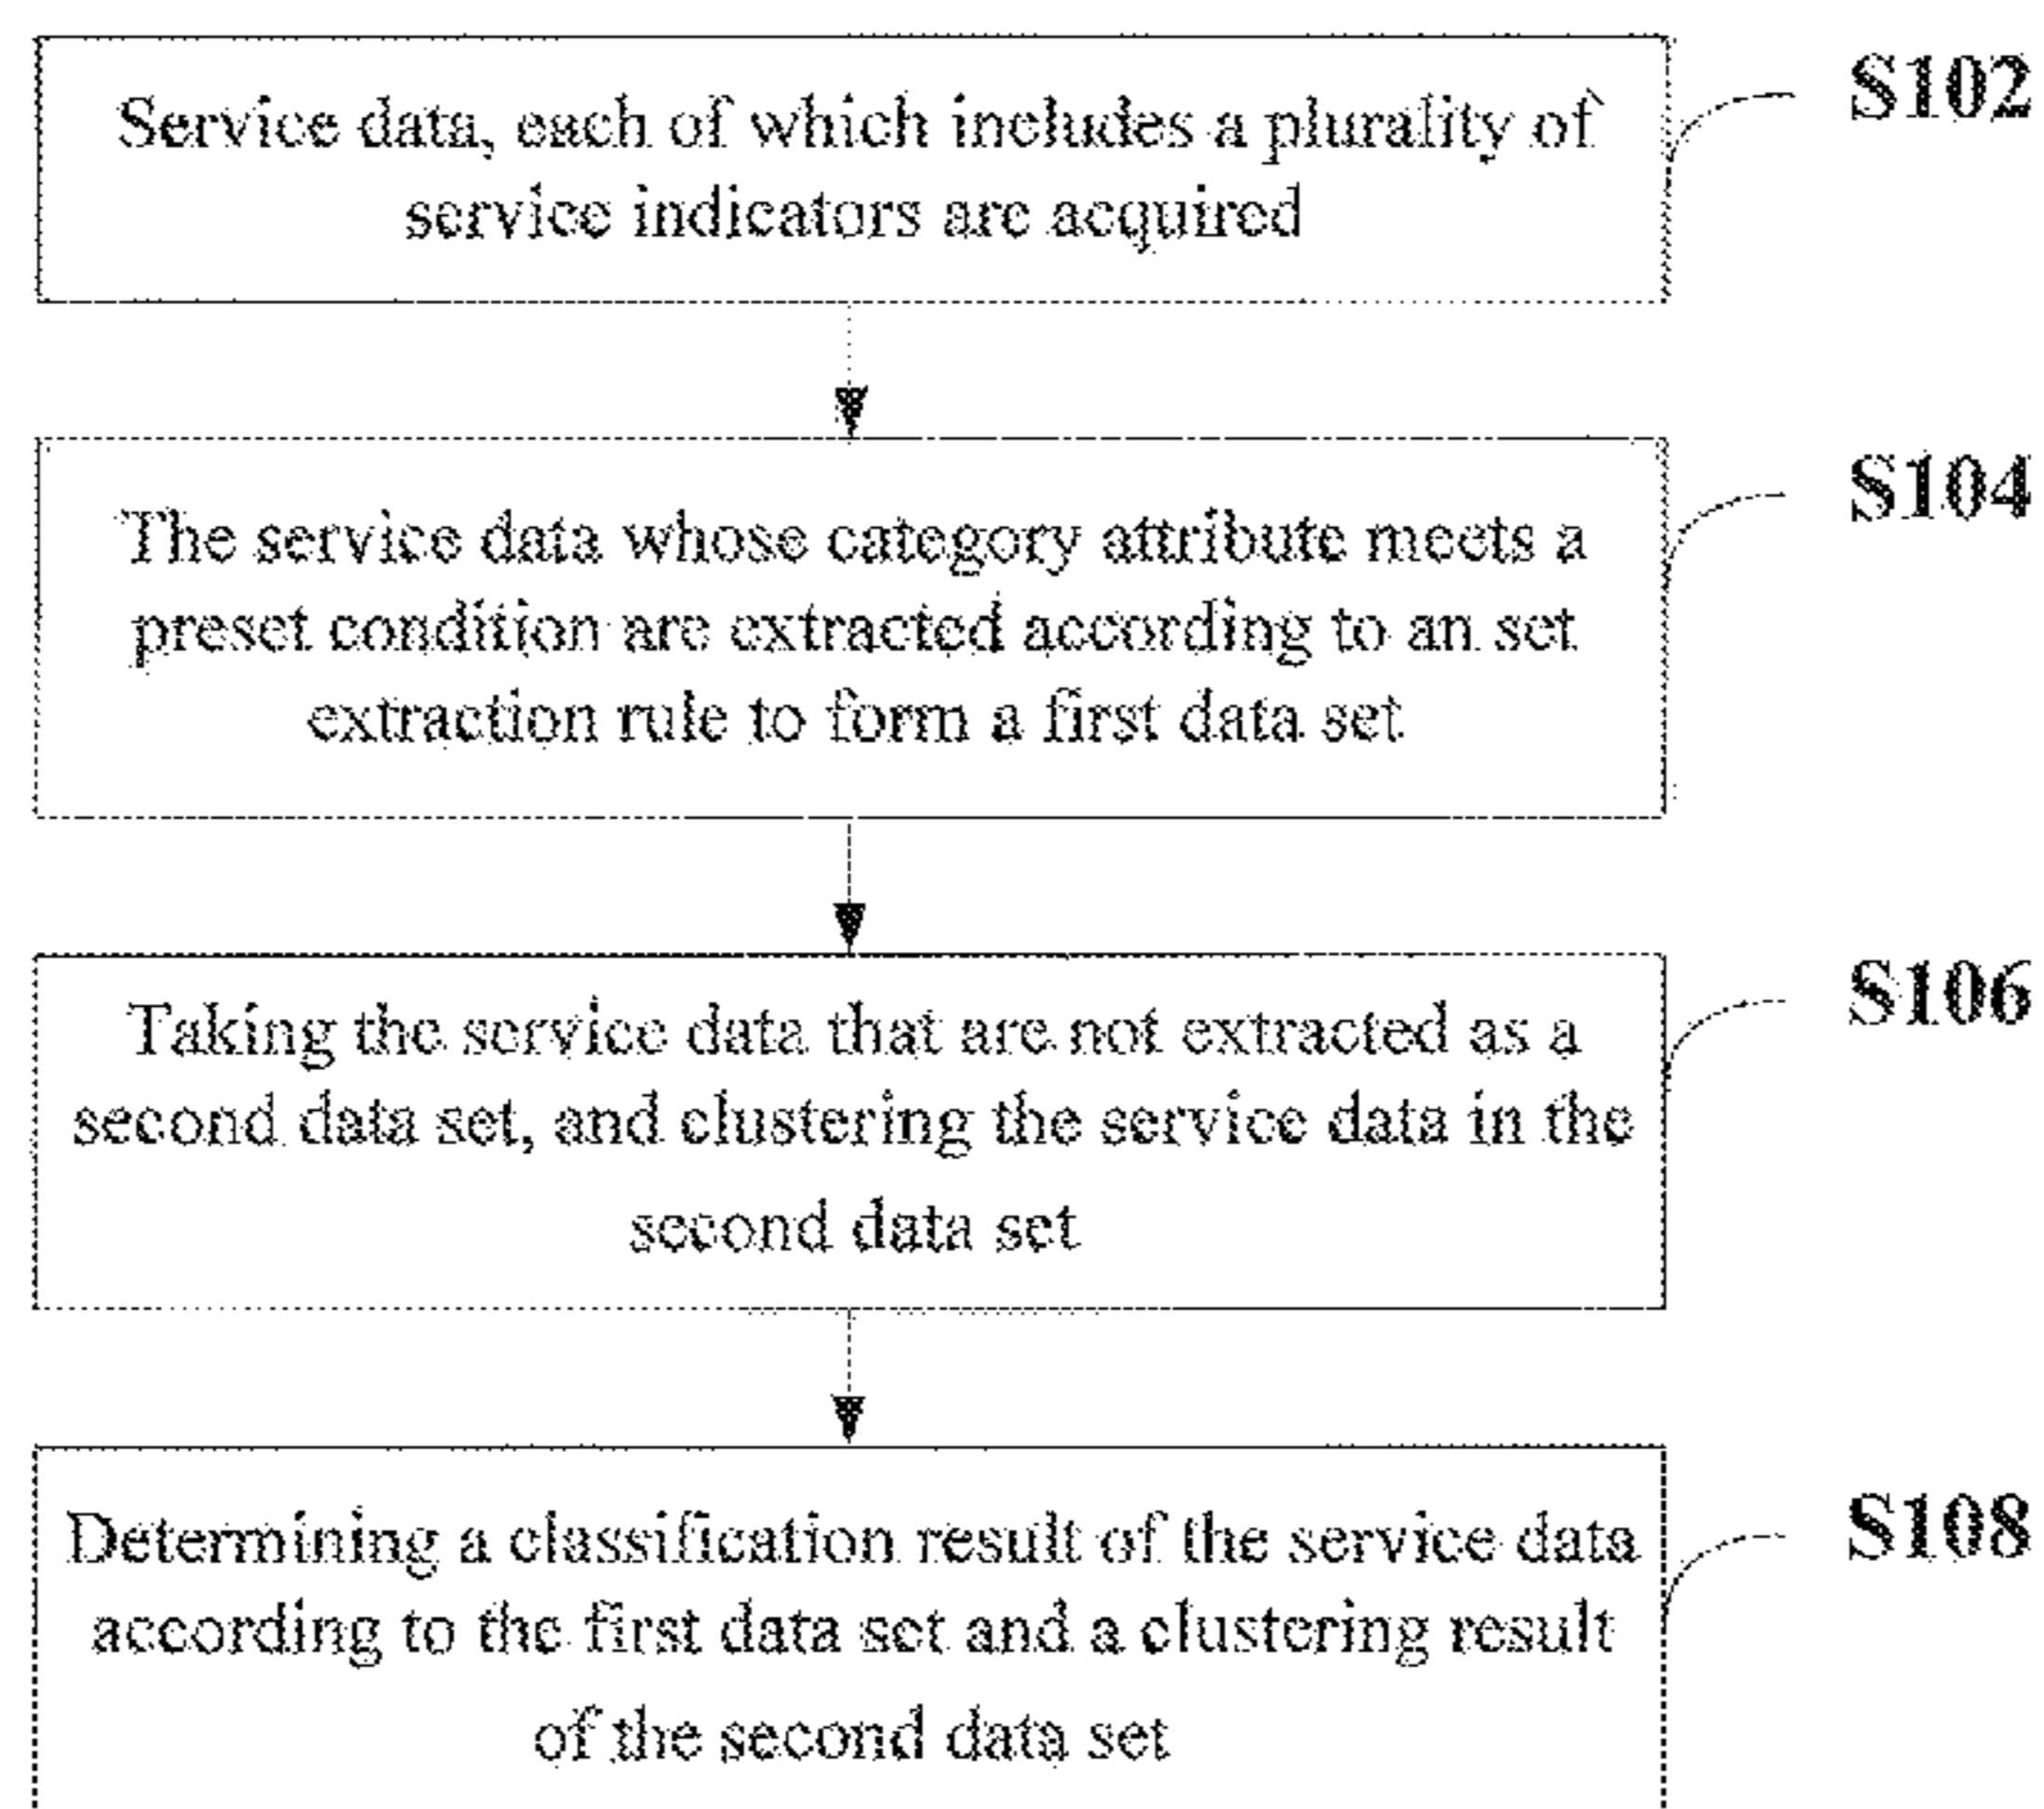 Service data, each of which includes a plurality of
service indicators are acquired
S102
The service data whose category attribute meets a
preset condition are extracted according to an set
extraction rule to form a first data set
S104
Taking the service data that are not extracted as a
second data set, and clustering the service data in the
second data set
S106
Determining a classification result of the service data
according to the first data set and a clustering result
of the second data set
S108